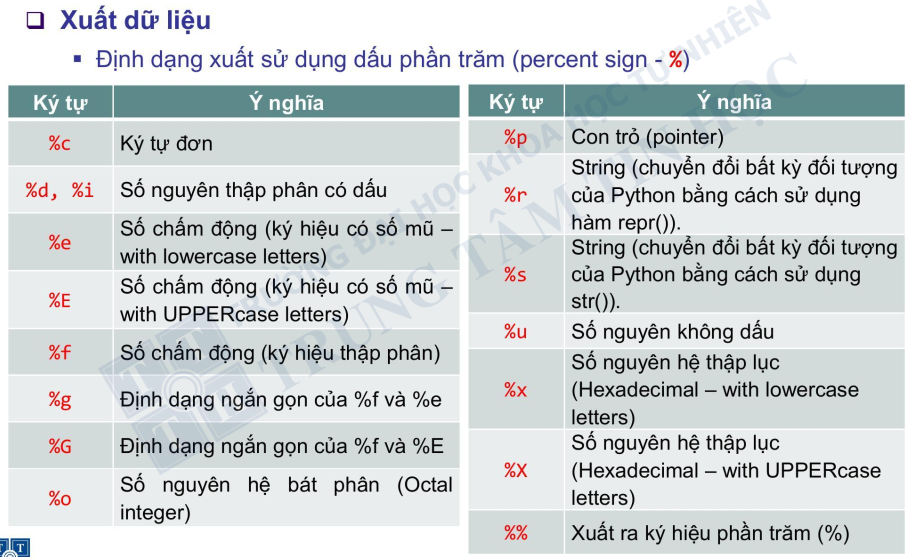 Xuất dữ liệu
Định dạng xuất sử dụng dấu phần trăm (percent sign - %)
Ký tự Ý nghĩa
%c Ký tự đơn
%d, %i Số nguyên thập phân có dấu
%e Số chấm động (ký hiệu có số mũ –
with lowercase letters)
%E Số chấm động (ký hiệu có số mũ –
with UPPERcase letters)
%f Số chấm động (ký hiệu thập phân)
%g Định dạng ngắn gọn của %f và %e
%G Định dạng ngắn gọn của %f và %E
%o Số nguyên hệ bát phân (Octal
integer)
Ký tự Ý nghĩa
%p Con trỏ (pointer)
%r String (chuyển đổi bất kỳ đối tượng
của Python bằng cách sử dụng
hàm repr()).
%s String (chuyển đổi bất kỳ đối tượng
của Python bằng cách sử dụng
str()).
%u Số nguyên không dấu
%x Số nguyên hệ thập lục
(Hexadecimal – with lowercase
letters)
%X Số nguyên hệ thập lục
(Hexadecimal – with UPPERcase
letters)
%% Xuất ra ký hiệu phần trăm (%)
TRƯỜNG ĐẠI HỌC KHOA HỌC TỰ NHIÊN
TRUNG TÂM TIN HỌC